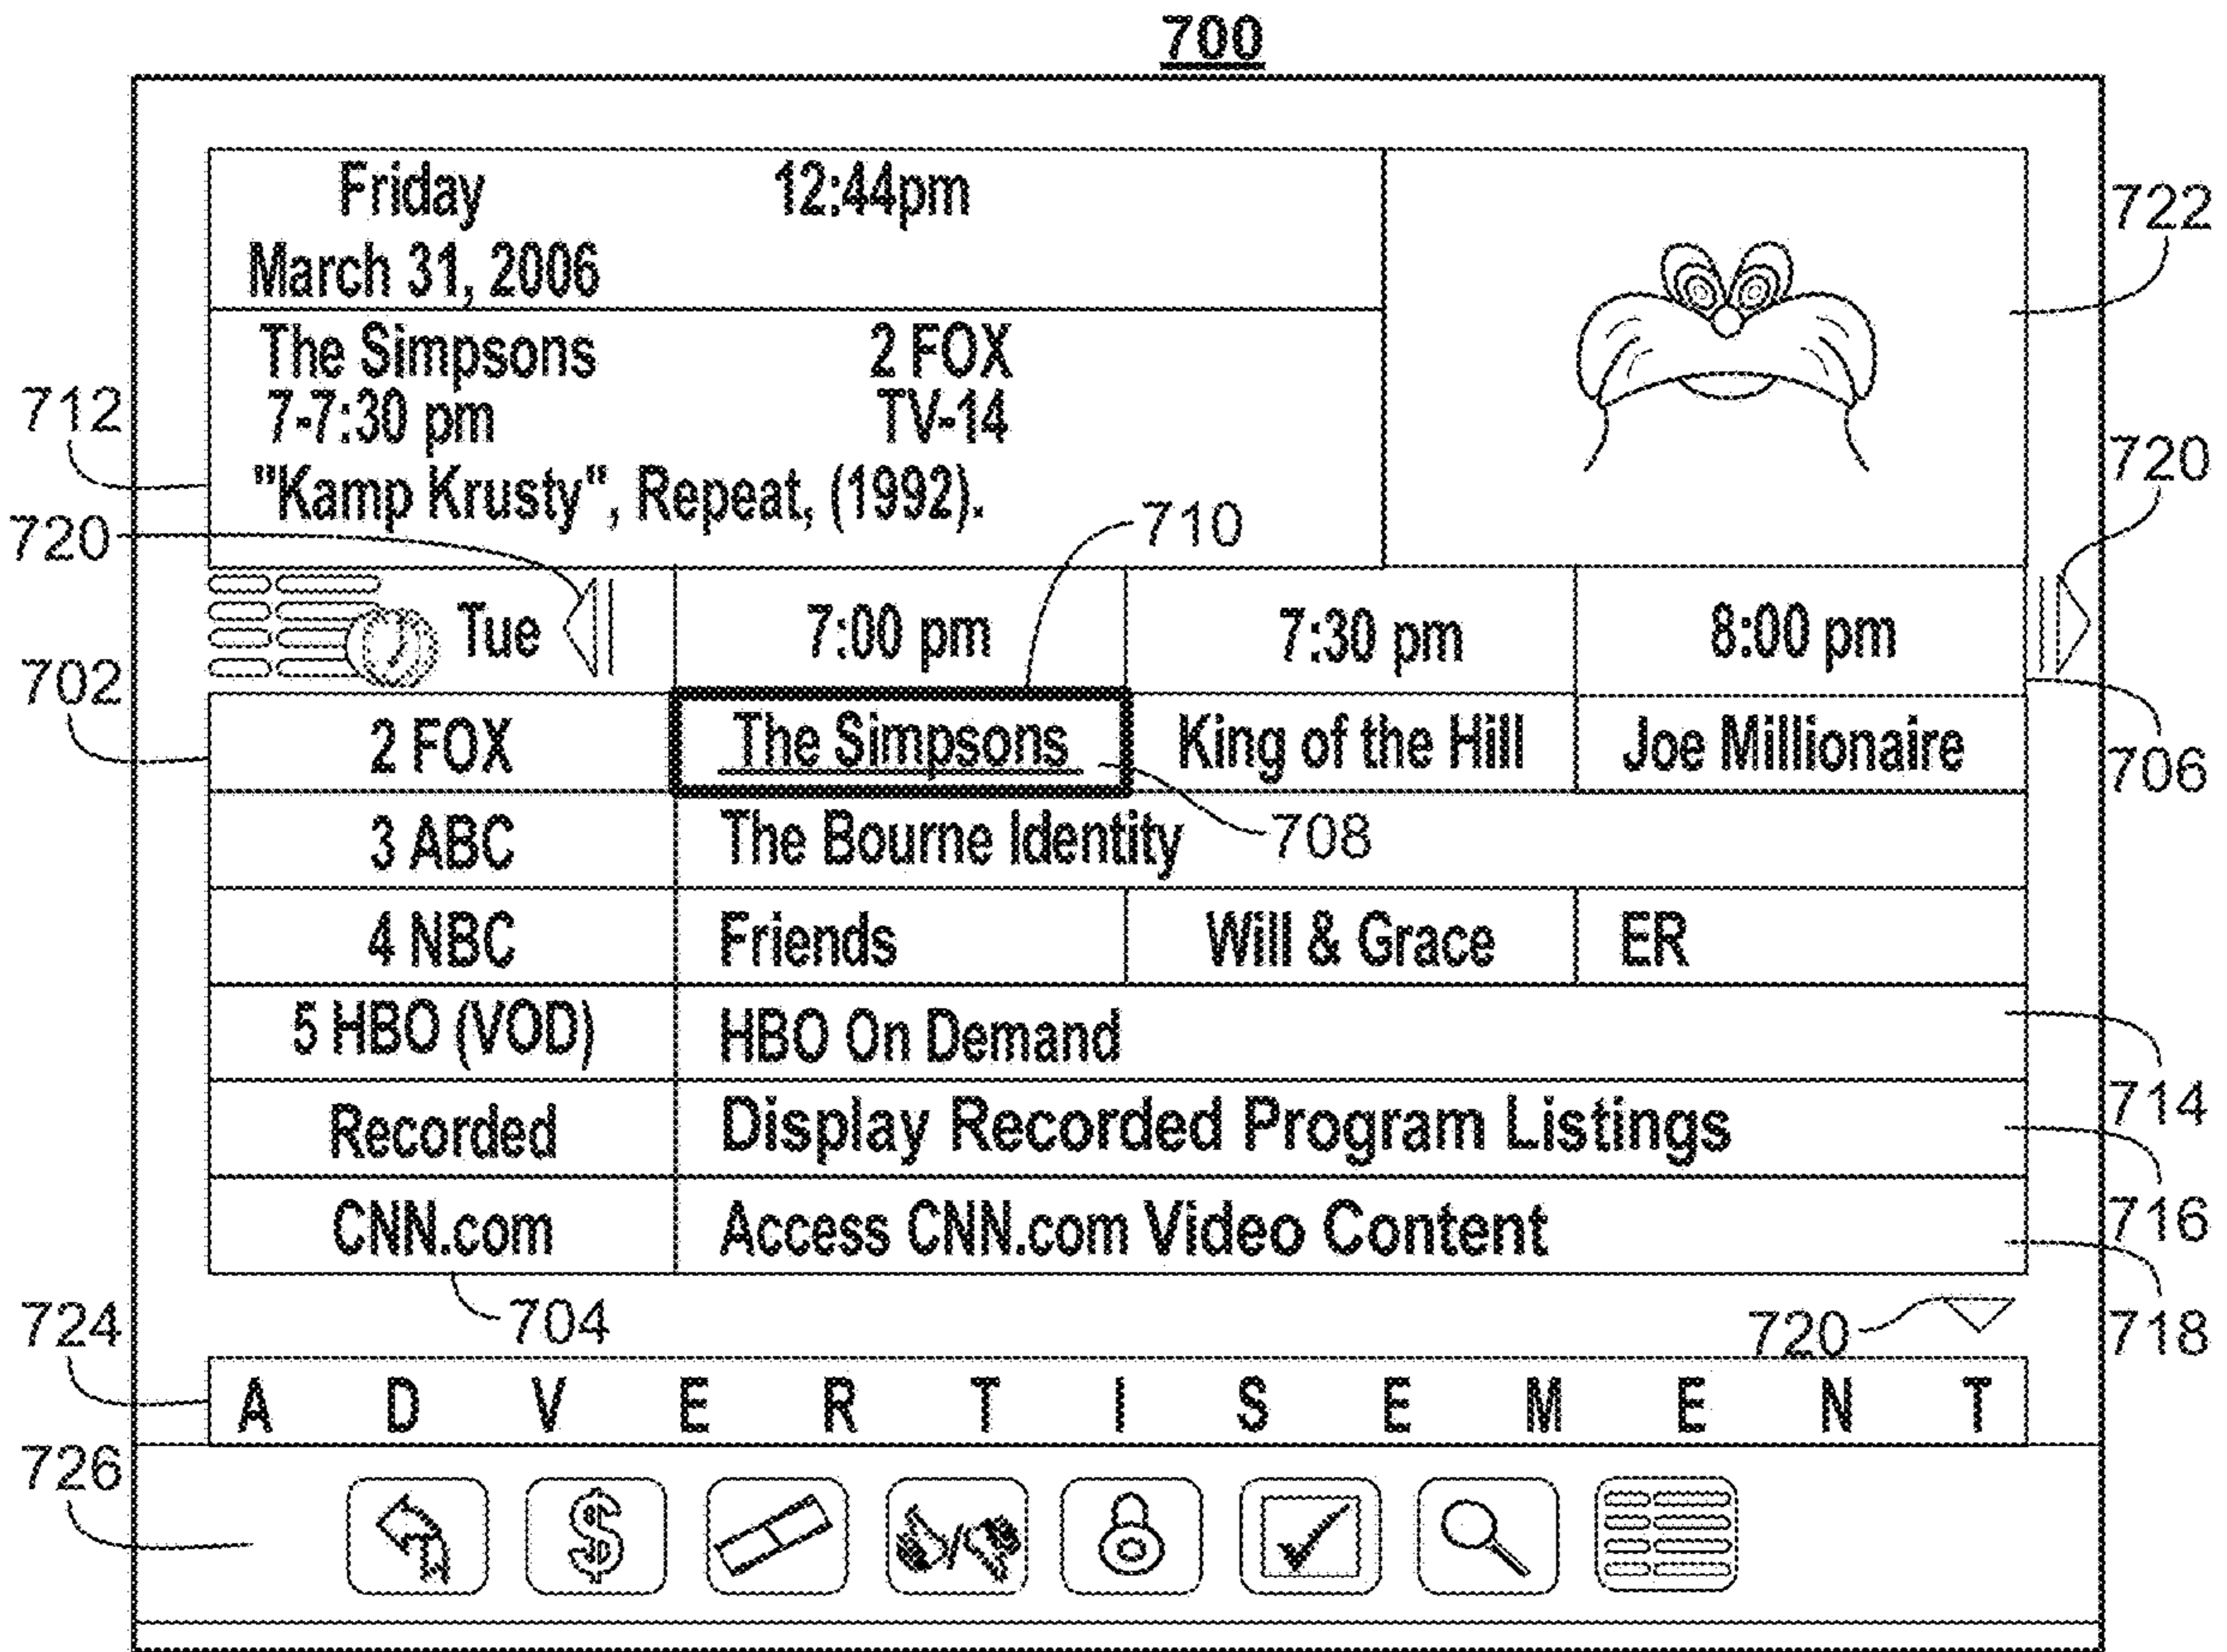 700
Friday 12:44pm
March 31, 2006
722
The Simpsons 2 FOX
712 7-7:30 pm TV-14
720
"Kamp Krusty", Repeat, (1992).
720 710
Tue 7:00 pm 7:30 pm 8:00 pm
702
2 FOX The Simpsons King of the Hill Joe Millionaire
706
3 ABC The Bourne Identity 708
4 NBC Friends Will & Grace ER
5 HBO (VOD) HBO On Demand
714
Recorded Display Recorded Program Listings
716
CNN.com Access CNN.com Video Content
724 704 720 718
A D V E R T I S E M E N T
726
$